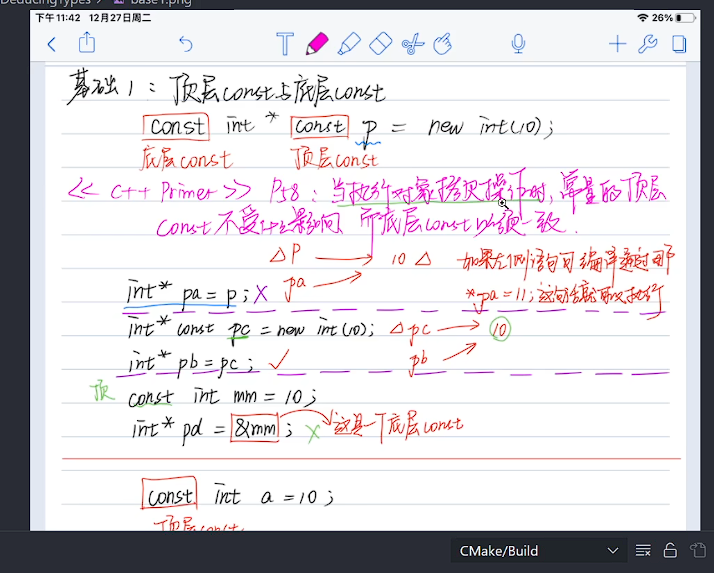 DeducingTypes > base1.png
下午11:42 12月27日周二
26%
基础1：顶层const与底层const
const int * const p = new int(10);
底层const 顶层const
<< C++ Primer >> P58：当执行对象拷贝操作时，常量的顶层
const不受什么影响，而底层const必须一致.
△P → 10 △ 如果左侧语句可编译通过那
pa
int* pa = p; X *pa = 11; 这句
int* const pc = new int(10); △pc → 10
int* pb = pc; ✓ pb
顶 const int mm = 10;
int* pd = &mm; X 这是一个底层const
const int a = 10;
顶层const
CMake/Build